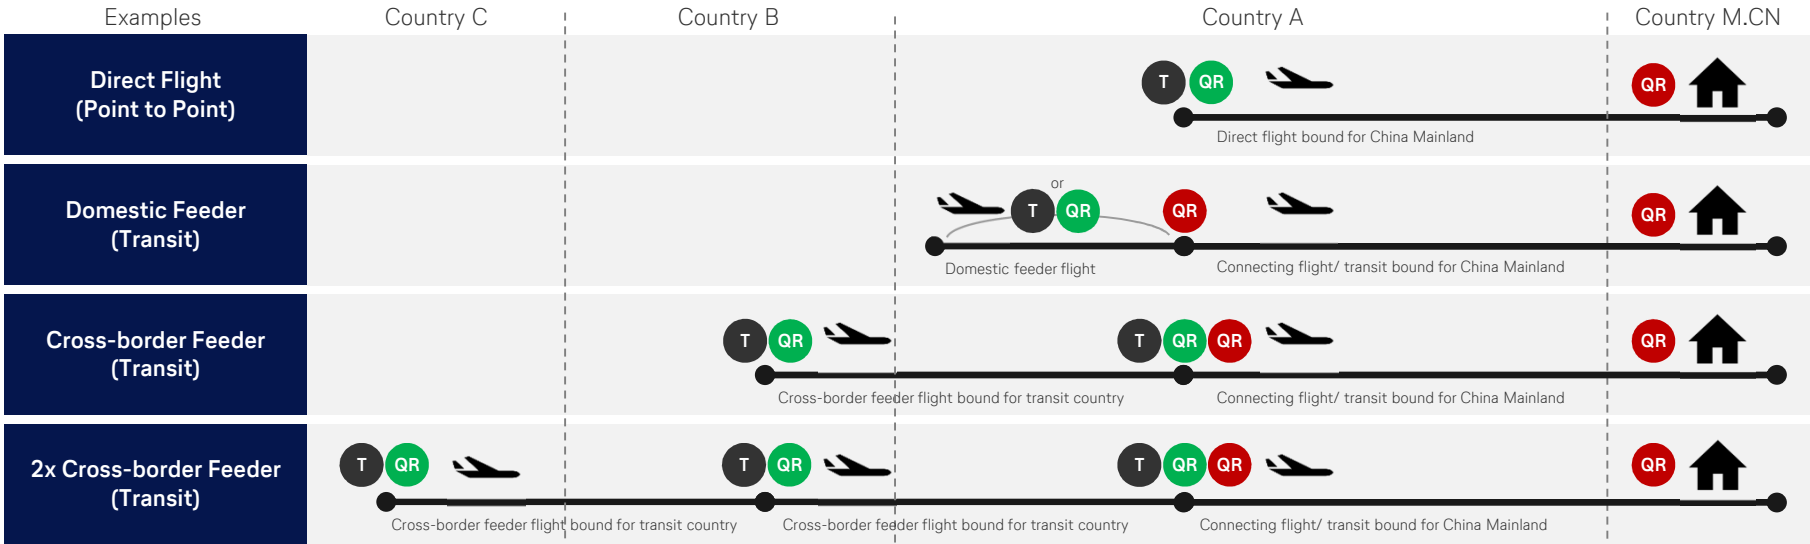 Examples
Country C
Country B
Country A
Country M.CN
Direct Flight
(Point to Point)
T
QR
QR
Direct flight bound for China Mainland
Domestic Feeder
(Transit)
or
T
QR
QR
QR
Domestic feeder flight
Connecting flight/ transit bound for China Mainland
Cross-border Feeder
(Transit)
T
QR
T
QR
QR
QR
Cross-border feeder flight bound for transit country
Connecting flight/ transit bound for China Mainland
2x Cross-border Feeder
(Transit)
T
QR
T
QR
T
QR
QR
QR
Cross-border feeder flight bound for transit country
Cross-border feeder flight bound for transit country
Connecting flight/ transit bound for China Mainland